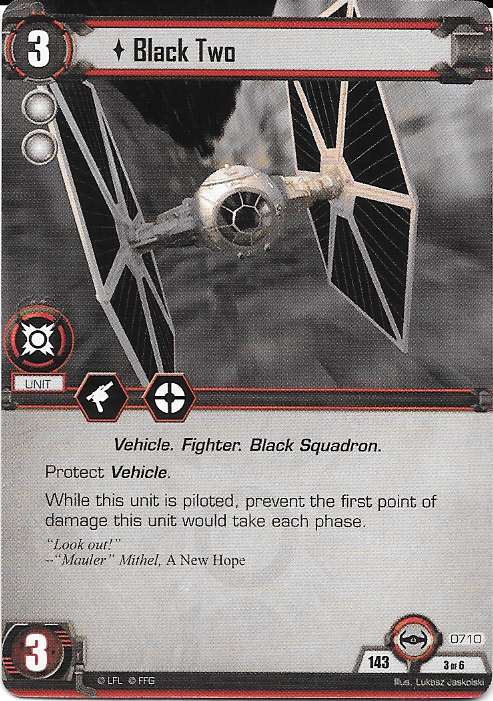 3
Black Two
UNIT
Vehicle. Fighter. Black Squadron.
Protect Vehicle.
While this unit is piloted, prevent the first point of
damage this unit would take each phase.
“Look out!”
–“Mauler” Mithel, A New Hope
3
0710
143
3 OF 6
© LFL © FFG
Illus. Lukasz Jaskolski